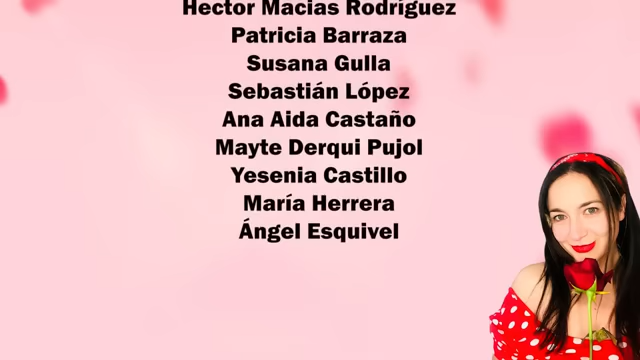 Hector Macias Rodríguez
Patricia Barraza
Susana Gulla
Sebastián López
Ana Aida Castaño
Mayte Derqui Pujol
Yesenia Castillo
María Herrera
Ángel Esquivel